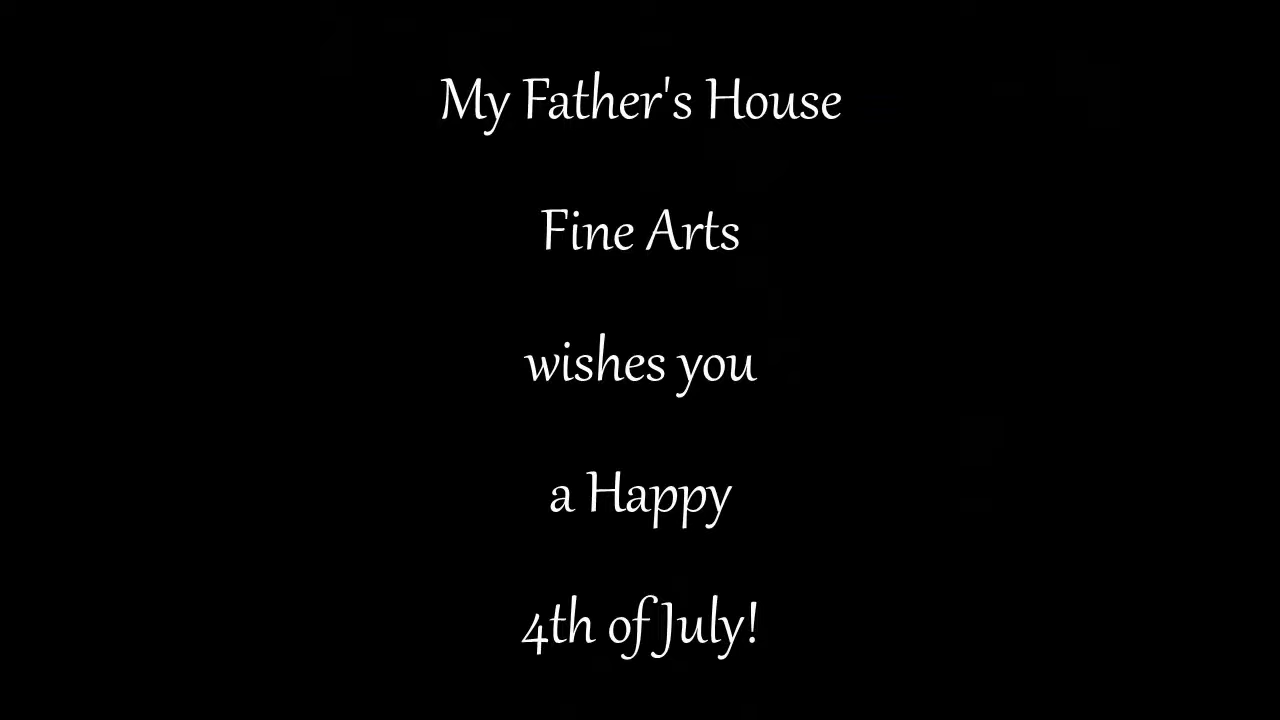 My Father's House
Fine Arts
wishes you
a Happy
4th of July!